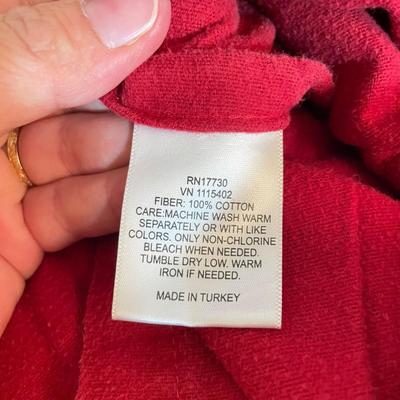 RN17730
VN 1115402
FIBER: 100% COTTON
CARE:MACHINE WASH WARM
SEPARATELY OR WITH LIKE
COLORS. ONLY NON-CHLORINE
BLEACH WHEN NEEDED.
TUMBLE DRY LOW. WARM
IRON IF NEEDED.
MADE IN TURKEY